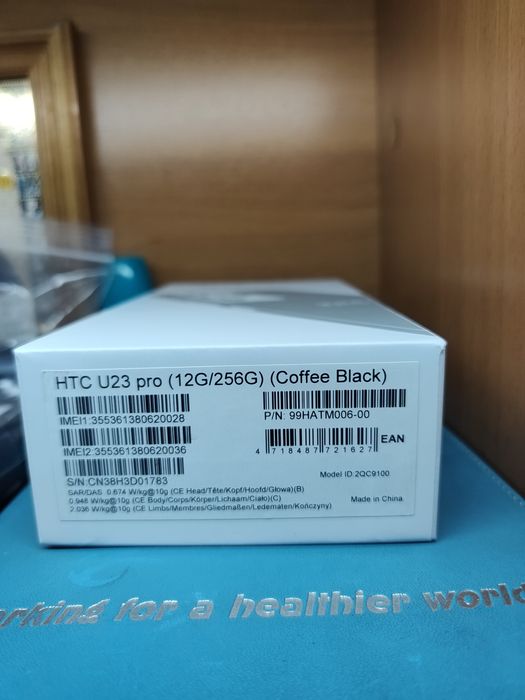 HTC U23 pro (12G/256G) (Coffee Black)
IMEI1:355361380620028
P/N: 99HATM006-00
IMEI2:355361380620036
EAN
4 718487 721627
S/N:CN38H3D01783
Model ID:2QC9100
SAR/DAS 0.674 W/kg@10g (CE Head/Tête/Kopf/Hoofd/Głowa)(B)
0.948 W/kg@10g (CE Body/Corps/Körper/Lichaam/Ciało)(C)
Made in China
2.036 W/kg@10g (CE Limbs/Membres/Gliedmaßen/Ledematen/Kończyny)
orking for a healthier world